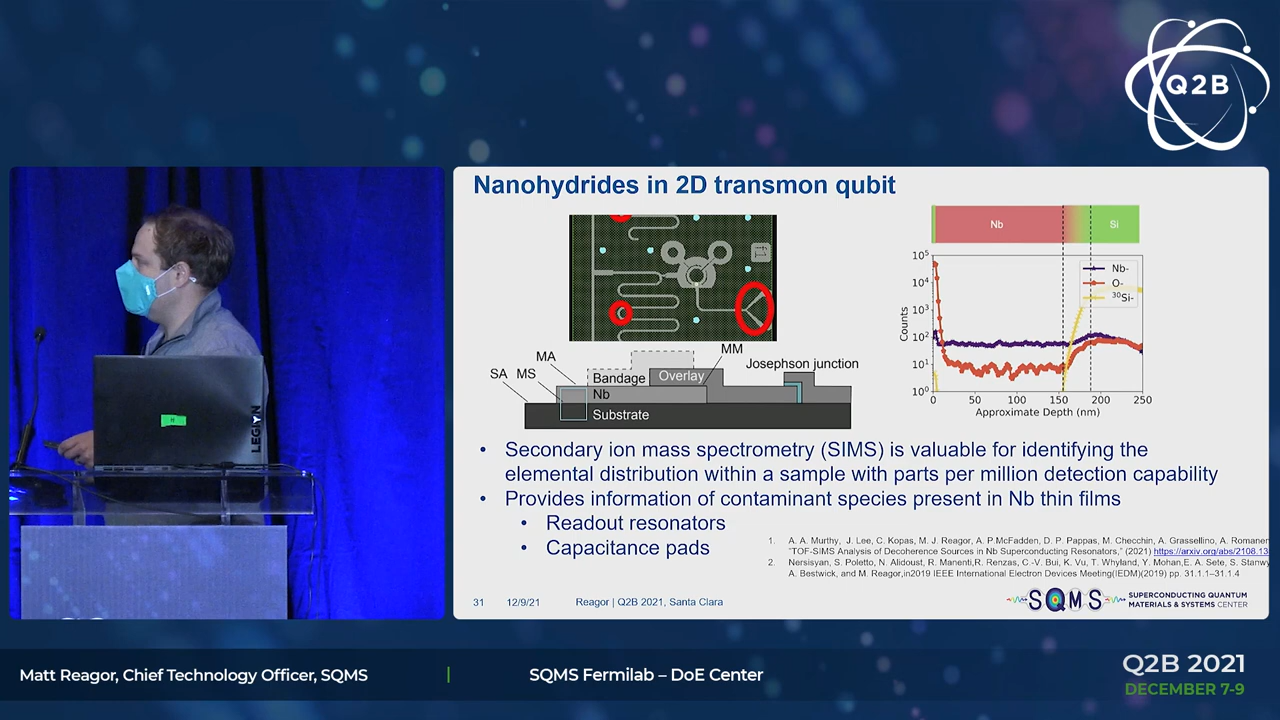 Q2B
Nanohydrides in 2D transmon qubit
MM
MA
SA MS
Bandage
Overlay
Josephson junction
Nb
Substrate
Nb
Si
10⁵
10⁴
10³
10²
10¹
10⁰
Counts
Nb-
O-
³⁰Si-
0 50 100 150 200 250
Approximate Depth (nm)
• Secondary ion mass spectrometry (SIMS) is valuable for identifying the
elemental distribution within a sample with parts per million detection capability
• Provides information of contaminant species present in Nb thin films
• Readout resonators
• Capacitance pads
1. A. A. Murthy, J. Lee, C. Kopas, M. J. Reagor, A. P.McFadden, D. P. Pappas, M. Checchin, A. Grassellino, A. Romanen
"TOF-SIMS Analysis of Decoherence Sources in Nb Superconducting Resonators," (2021) https://arxiv.org/abs/2108.13
2. Nersisyan, S. Poletto, N. Alidoust, R. Manenti,R. Renzas, C.-V. Bui, K. Vu, T. Whyland, Y. Mohan,E. A. Sete, S. Stanw
A. Bestwick, and M. Reagor,in2019 IEEE International Electron Devices Meeting(IEDM)(2019) pp. 31.1.1–31.1.4
31 12/9/21 Reagor | Q2B 2021, Santa Clara
SQMS
SUPERCONDUCTING QUANTUM
MATERIALS & SYSTEMS CENTER
LEGION
Matt Reagor, Chief Technology Officer, SQMS | SQMS Fermilab – DoE Center
Q2B 2021
DECEMBER 7-9